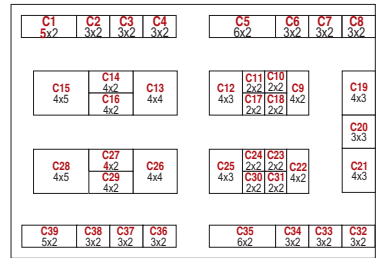 C1 C2 C3 C4 C5 C6 C7 C8
5x2 3x2 3x2 3x2 6x2 3x2 3x2 3x2
C14 C11 C10
C15 4x2 C13 C12 2x2 2x2 C9 C19
4x5 C16 4x4 4x3 C17 C18 4x2 4x3
4x2 2x2 2x2
C20
3x3
C27 C24 C23
C28 4x2 C26 C25 2x2 2x2 C22 C21
4x5 C29 4x4 4x3 C30 C31 4x2 4x3
4x2 2x2 2x2
C39 C38 C37 C36 C35 C34 C33 C32
5x2 3x2 3x2 3x2 6x2 3x2 3x2 3x2